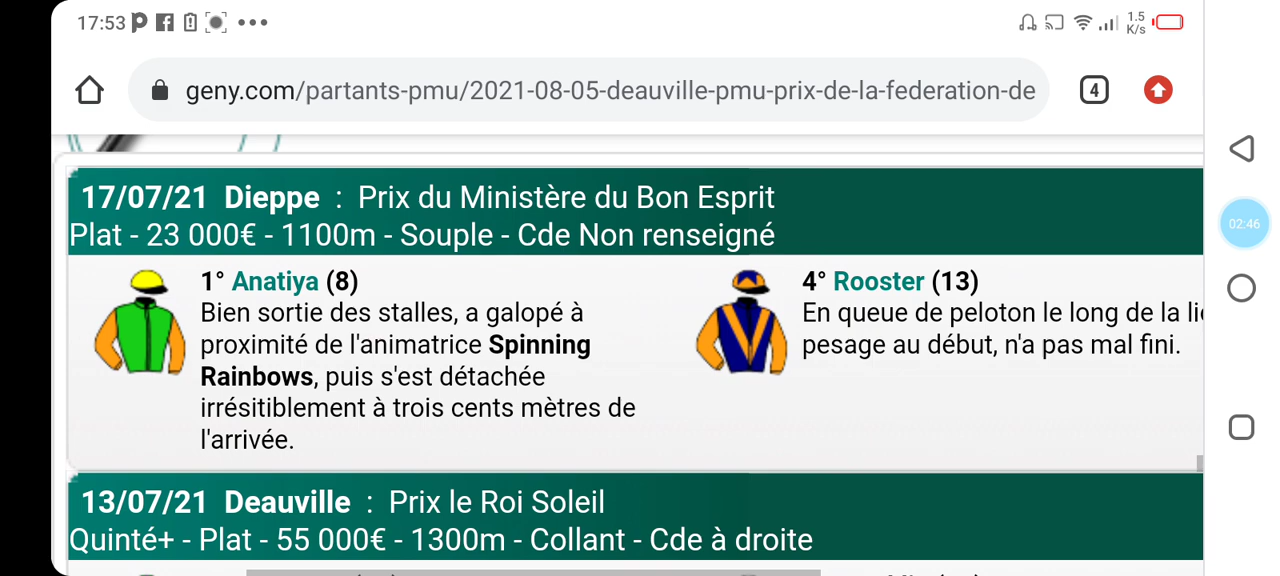 17:53
1.5 K/s
geny.com/partants-pmu/2021-08-05-deauville-pmu-prix-de-la-federation-de
4
02:46
17/07/21 Dieppe : Prix du Ministère du Bon Esprit
Plat - 23 000€ - 1100m - Souple - Cde Non renseigné
1° Anatiya (8)
Bien sortie des stalles, a galopé à
proximité de l'animatrice Spinning
Rainbows, puis s'est détachée
irrésitiblement à trois cents mètres de
l'arrivée.
4° Rooster (13)
En queue de peloton le long de la
pesage au début, n'a pas mal fini.
13/07/21 Deauville : Prix le Roi Soleil
Quinté+ - Plat - 55 000€ - 1300m - Collant - Cde à droite